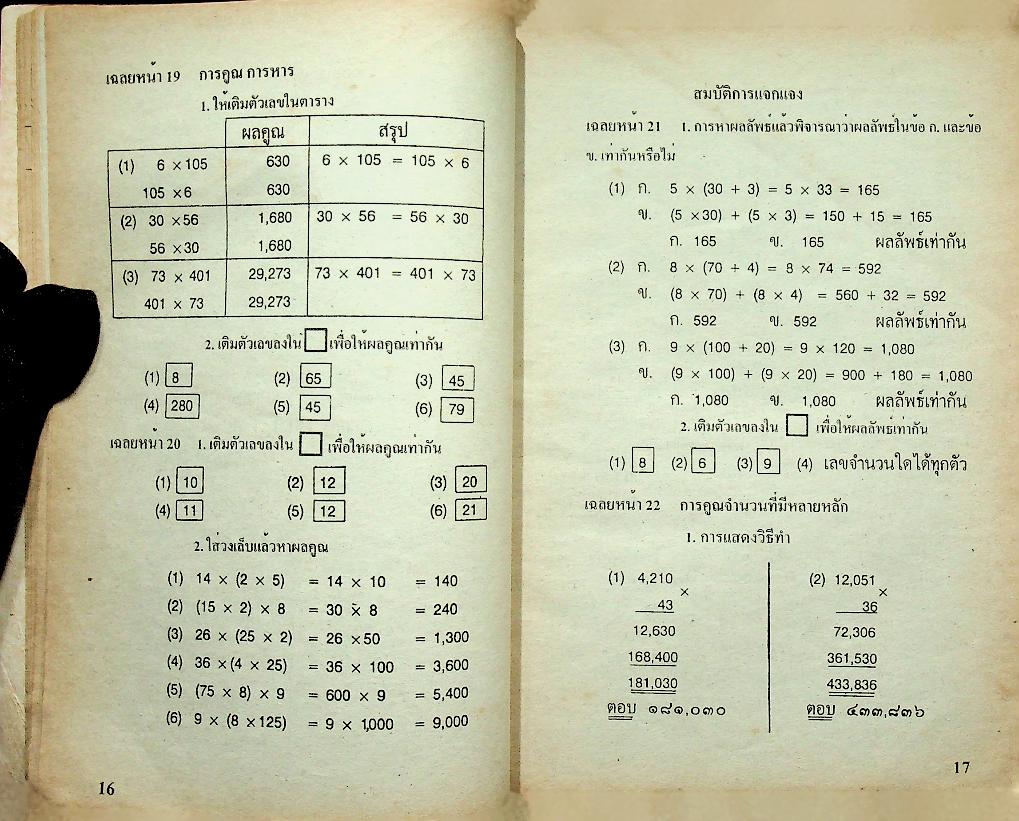 เฉลยหน้า 19 การคูณ การหาร
1. ให้เติมตัวเลขในตาราง
ผลคูณ สรุป
(1) 6 × 105 630 6 × 105 = 105 × 6
105 × 6 630
(2) 30 × 56 1,680 30 × 56 = 56 × 30
56 × 30 1,680
(3) 73 × 401 29,273 73 × 401 = 401 × 73
401 × 73 29,273
2. เติมตัวเลขลงใน □ เพื่อให้ผลคูณเท่ากัน
(1) 8 (2) 65 (3) 45
(4) 280 (5) 45 (6) 79
เฉลยหน้า 20 1. เติมตัวเลขลงใน □ เพื่อให้ผลคูณเท่ากัน
(1) 10 (2) 12 (3) 20
(4) 11 (5) 12 (6) 21
2. ใส่วงเล็บแล้วหาผลคูณ
(1) 14 × (2 × 5) = 14 × 10 = 140
(2) (15 × 2) × 8 = 30 × 8 = 240
(3) 26 × (25 × 2) = 26 × 50 = 1,300
(4) 36 × (4 × 25) = 36 × 100 = 3,600
(5) (75 × 8) × 9 = 600 × 9 = 5,400
(6) 9 × (8 × 125) = 9 × 1,000 = 9,000
16
สมบัติการแจกแจง
เฉลยหน้า 21 1. การหาผลลัพธ์แล้วพิจารณาว่าผลลัพธ์ในข้อ ก. และข้อ
ข. เท่ากันหรือไม่
(1) ก. 5 × (30 + 3) = 5 × 33 = 165
ข. (5 × 30) + (5 × 3) = 150 + 15 = 165
ก. 165 ข. 165 ผลลัพธ์เท่ากัน
(2) ก. 8 × (70 + 4) = 8 × 74 = 592
ข. (8 × 70) + (8 × 4) = 560 + 32 = 592
ก. 592 ข. 592 ผลลัพธ์เท่ากัน
(3) ก. 9 × (100 + 20) = 9 × 120 = 1,080
ข. (9 × 100) + (9 × 20) = 900 + 180 = 1,080
ก. 1,080 ข. 1,080 ผลลัพธ์เท่ากัน
2. เติมตัวเลขลงใน □ เพื่อให้ผลลัพธ์เท่ากัน
(1) 8 (2) 6 (3) 9 (4) เลขจำนวนใดได้ทุกตัว
เฉลยหน้า 22 การคูณจำนวนที่มีหลายหลัก
1. การแสดงวิธีทำ
(1) 4,210 ×
43
12,630
168,400
181,030
ตอบ ๑๘๑,๐๓๐
(2) 12,051 ×
36
72,306
361,530
433,836
ตอบ ๔๓๓,๘๓๖
17